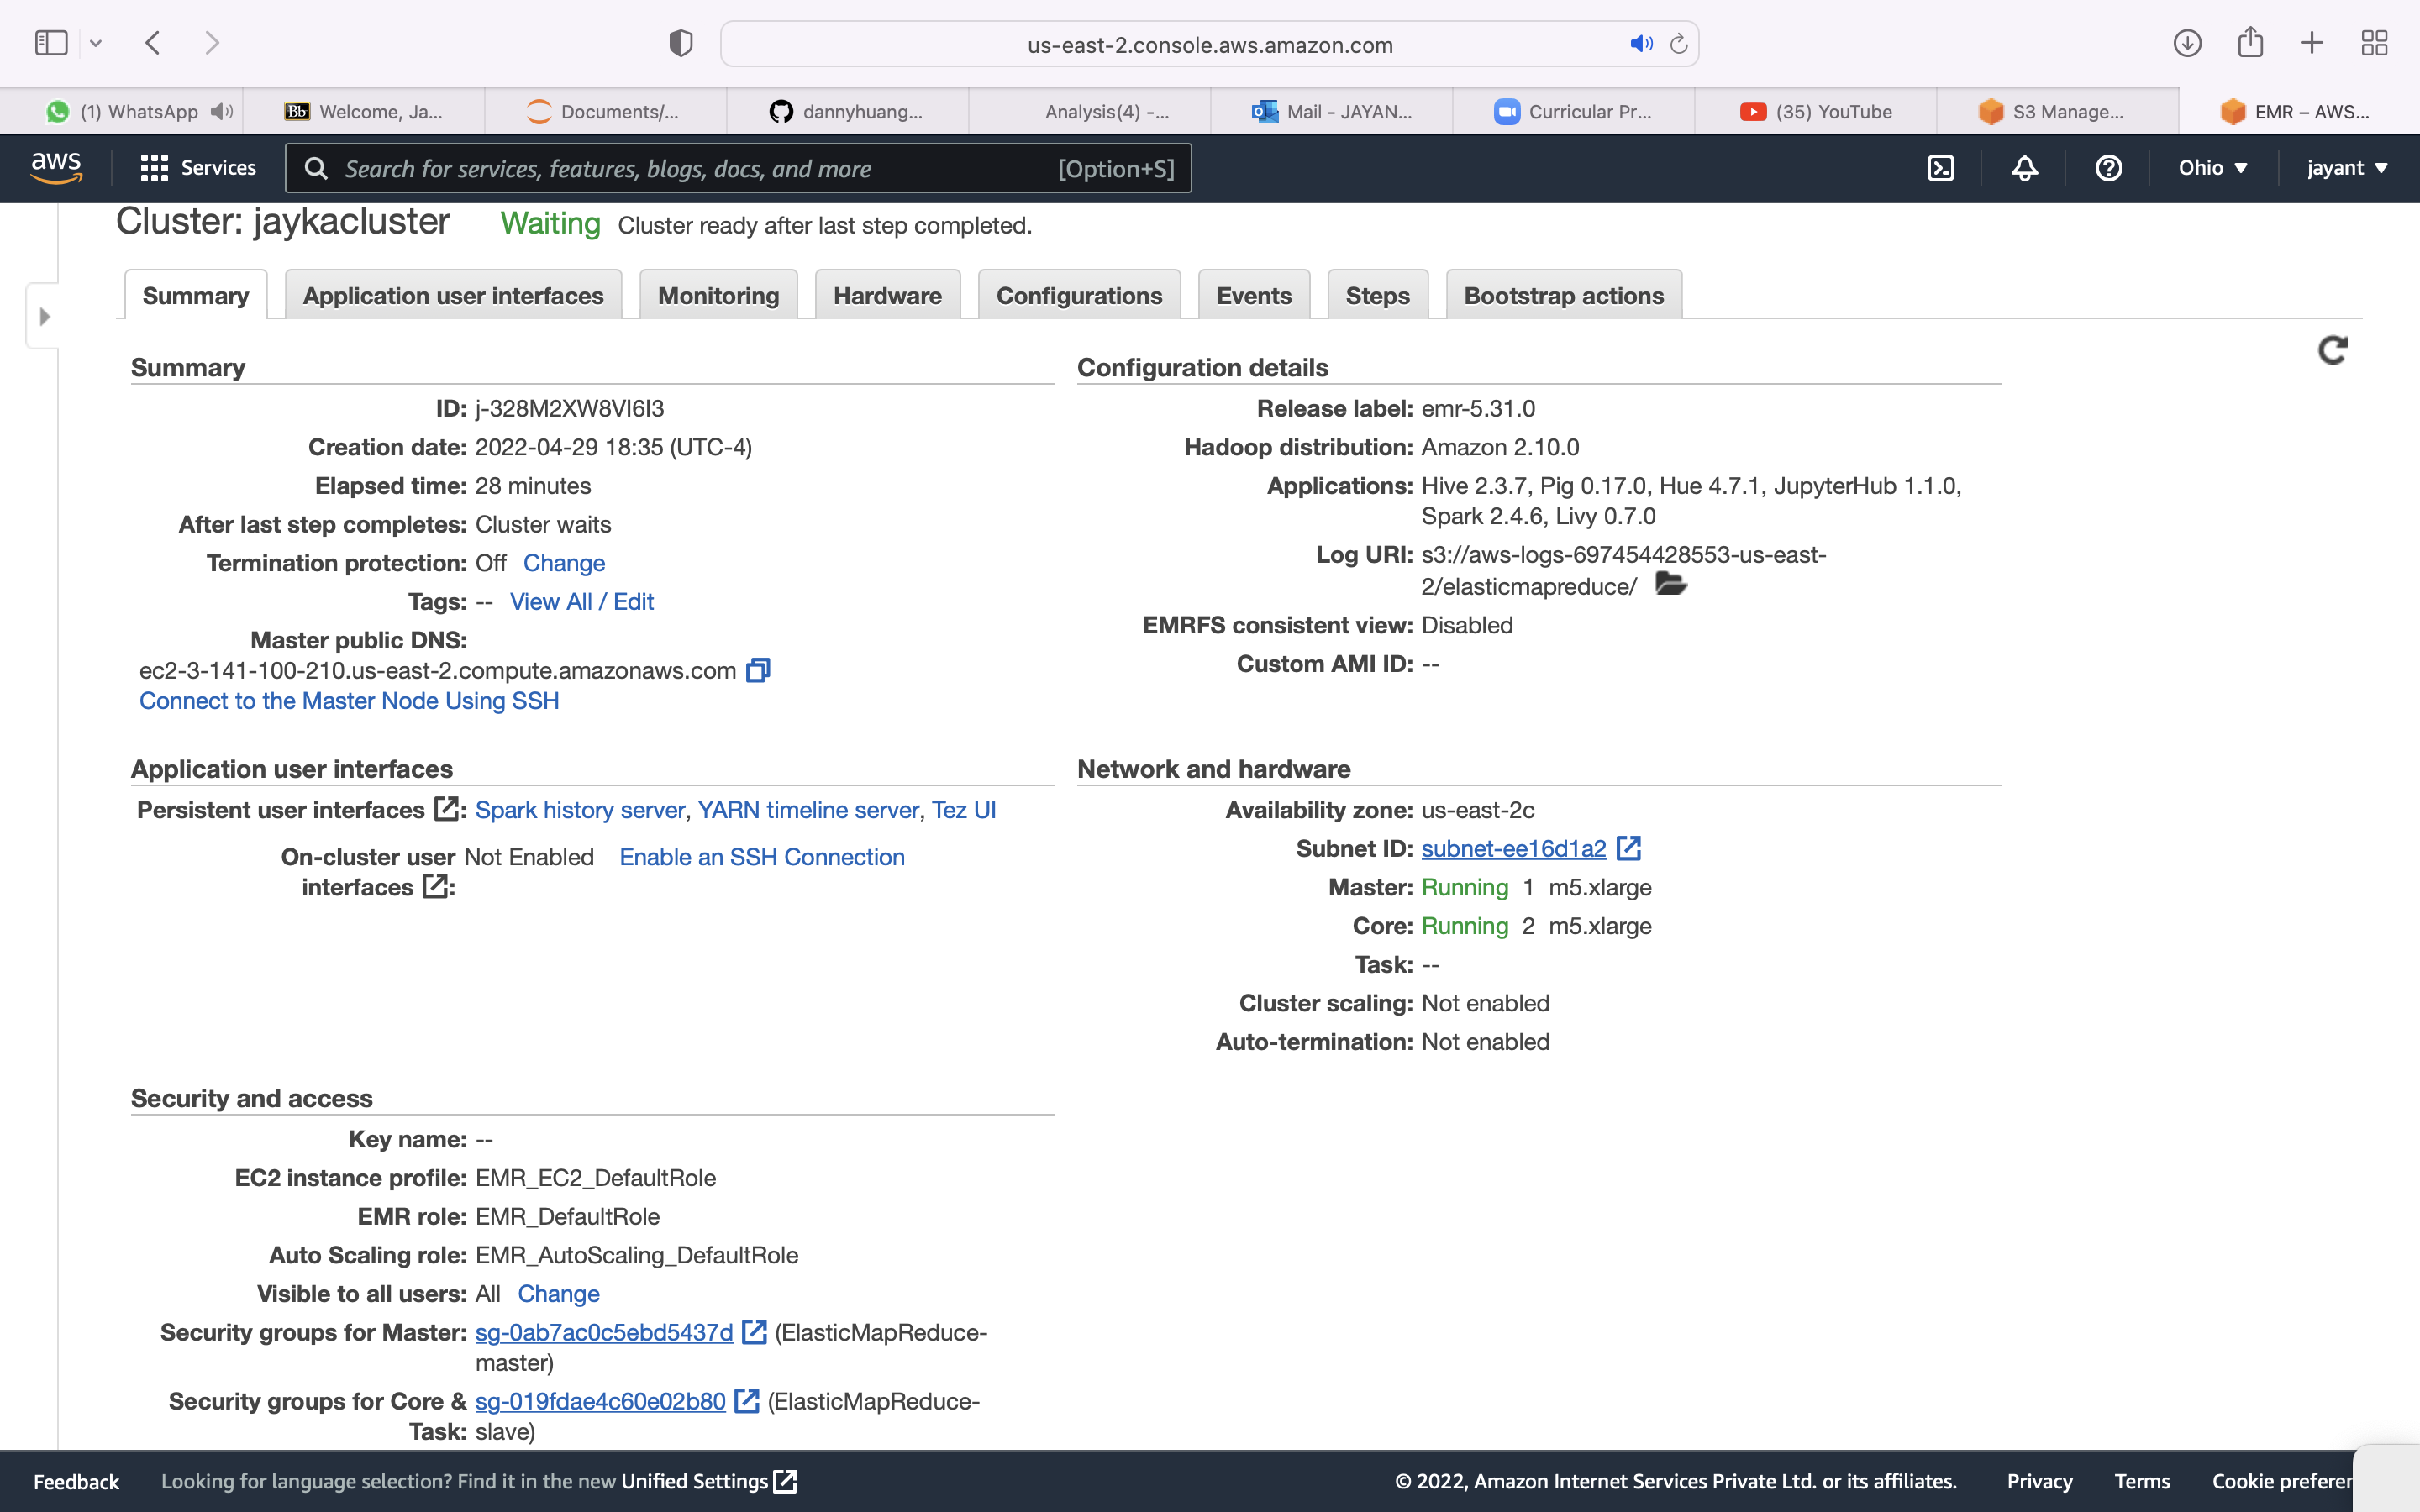 us-east-2.console.aws.amazon.com
(1) WhatsApp
Bb Welcome, Ja...
Documents/...
dannyhuang...
Analysis(4) -...
Mail - JAYAN...
Curricular Pr...
(35) YouTube
S3 Manage...
EMR – AWS...
aws
Services
Search for services, features, blogs, docs, and more [Option+S]
Ohio
jayant
Cluster: jaykacluster Waiting Cluster ready after last step completed.
Summary
Application user interfaces
Monitoring
Hardware
Configurations
Events
Steps
Bootstrap actions
Summary
ID: j-328M2XW8VI6I3
Creation date: 2022-04-29 18:35 (UTC-4)
Elapsed time: 28 minutes
After last step completes: Cluster waits
Termination protection: Off Change
Tags: -- View All / Edit
Master public DNS:
ec2-3-141-100-210.us-east-2.compute.amazonaws.com
Connect to the Master Node Using SSH
Configuration details
Release label: emr-5.31.0
Hadoop distribution: Amazon 2.10.0
Applications: Hive 2.3.7, Pig 0.17.0, Hue 4.7.1, JupyterHub 1.1.0,
Spark 2.4.6, Livy 0.7.0
Log URI: s3://aws-logs-697454428553-us-east-
2/elasticmapreduce/
EMRFS consistent view: Disabled
Custom AMI ID: --
Application user interfaces
Persistent user interfaces : Spark history server, YARN timeline server, Tez UI
On-cluster user Not Enabled Enable an SSH Connection
interfaces :
Network and hardware
Availability zone: us-east-2c
Subnet ID: subnet-ee16d1a2
Master: Running 1 m5.xlarge
Core: Running 2 m5.xlarge
Task: --
Cluster scaling: Not enabled
Auto-termination: Not enabled
Security and access
Key name: --
EC2 instance profile: EMR_EC2_DefaultRole
EMR role: EMR_DefaultRole
Auto Scaling role: EMR_AutoScaling_DefaultRole
Visible to all users: All Change
Security groups for Master: sg-0ab7ac0c5ebd5437d (ElasticMapReduce-
master)
Security groups for Core & sg-019fdae4c60e02b80 (ElasticMapReduce-
Task: slave)
Feedback
Looking for language selection? Find it in the new Unified Settings
© 2022, Amazon Internet Services Private Ltd. or its affiliates.
Privacy
Terms
Cookie preferen